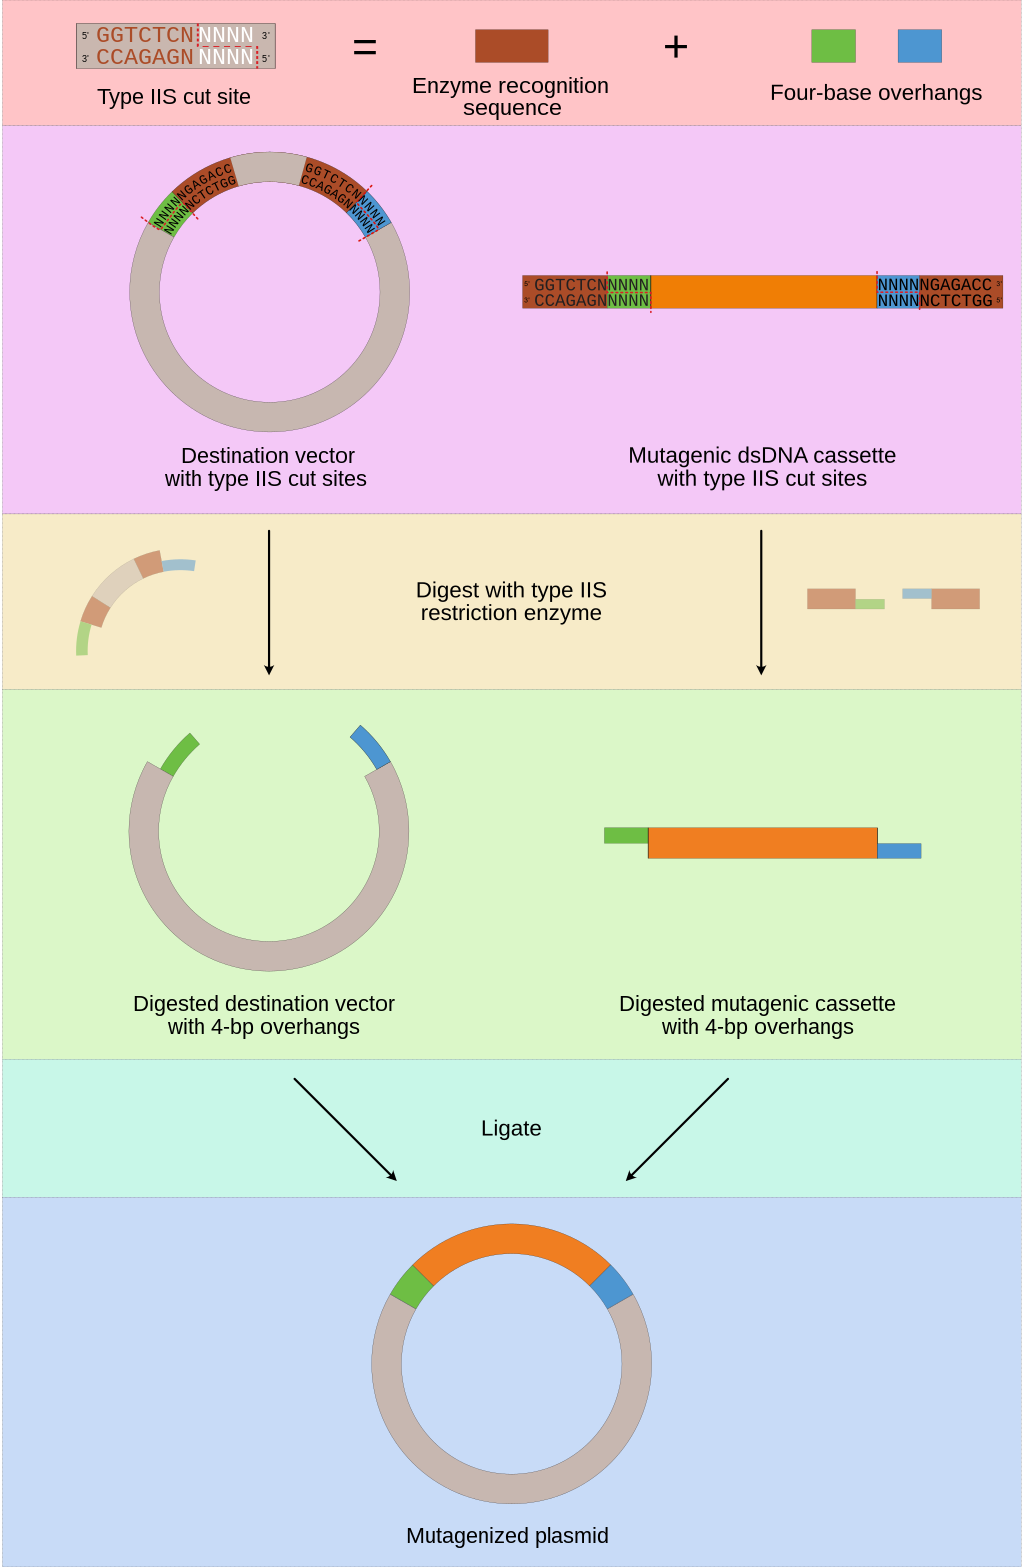 5' GGTCTCN NNNN 3'
3' CCAGAGN NNNN 5'
=
+
Type IIS cut site
Enzyme recognition
sequence
Four-base overhangs
NNNNNGAGACC
NNNNNCTCTGG
GGTCTCNNNNN
CCAGAGNNNNN
5' GGTCTCNNNNN
3' CCAGAGNNNNN
NNNNNGAGACC 3'
NNNNNCTCTGG 5'
Destination vector
with type IIS cut sites
Mutagenic dsDNA cassette
with type IIS cut sites
Digest with type IIS
restriction enzyme
Digested destination vector
with 4-bp overhangs
Digested mutagenic cassette
with 4-bp overhangs
Ligate
Mutagenized plasmid